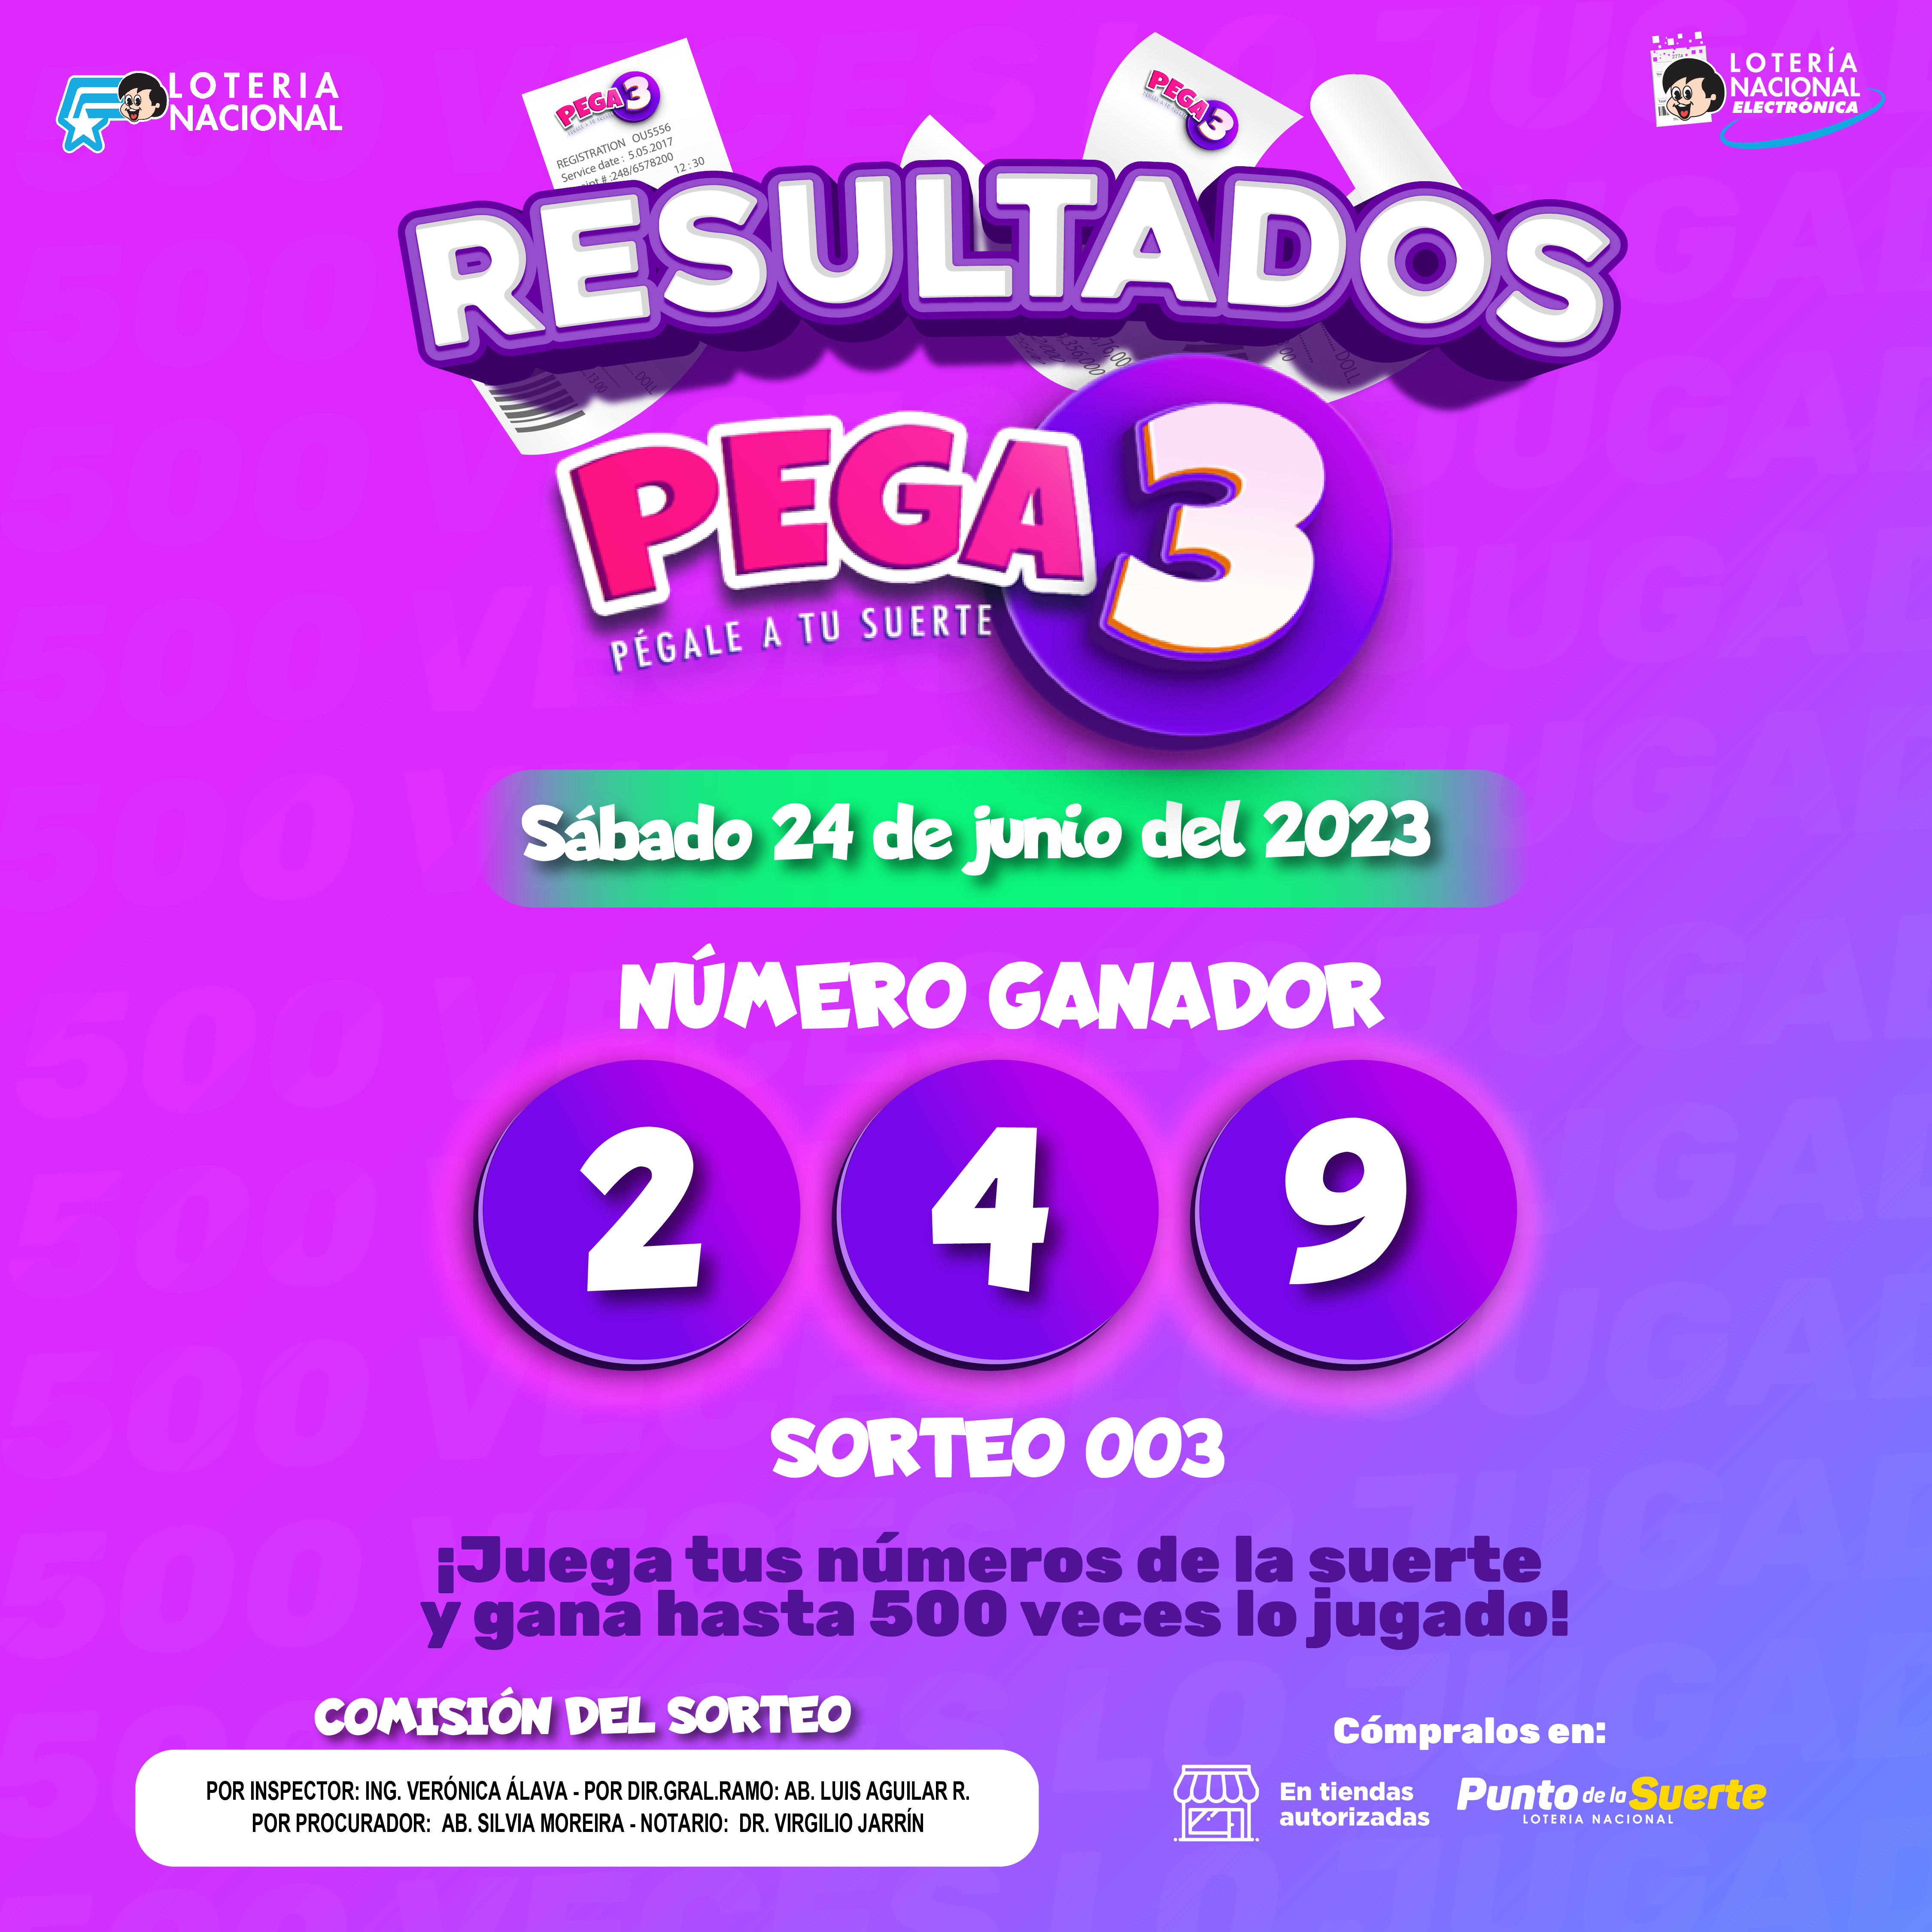 LOTERIA
NACIONAL
LOTERÍA
NACIONAL
ELECTRÓNICA
PEGA 3
REGISTRATION OU5556
Service date : 5.05.2017
# :248/6578200
12 : 30
PEGA 3
RESULTADOS
DOLL
DOLL
PEGA 3
PÉGALE A TU SUERTE
Sábado 24 de junio del 2023
NÚMERO GANADOR
2 4 9
SORTEO 003
¡Juega tus números de la suerte
y gana hasta 500 veces lo jugado!
COMISIÓN DEL SORTEO
POR INSPECTOR: ING. VERÓNICA ÁLAVA - POR DIR.GRAL.RAMO: AB. LUIS AGUILAR R.
POR PROCURADOR: AB. SILVIA MOREIRA - NOTARIO: DR. VIRGILIO JARRÍN
Cómpralos en:
En tiendas
autorizadas
Punto de la Suerte
LOTERIA NACIONAL